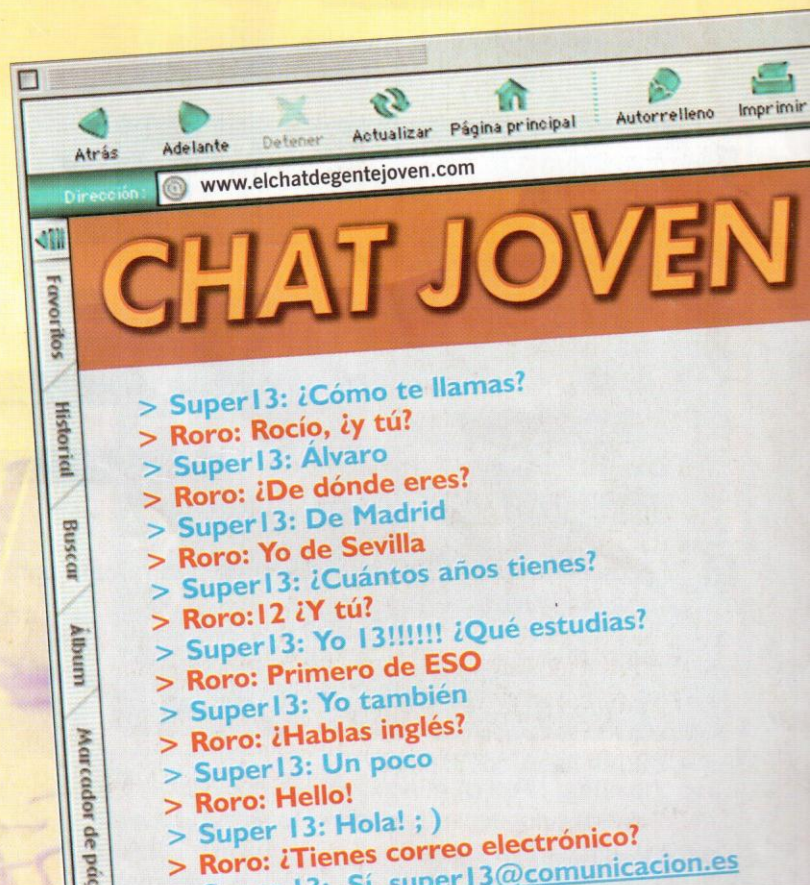 Atrás Adelante Detener Actualizar Página principal Autorrelleno Imprimir
Dirección: @ www.elchatdegentejoven.com
CHAT JOVEN
Favoritos
Historial
Buscar
Álbum
Marcador de
> Super13: ¿Cómo te llamas?
> Roro: Rocío, ¿y tú?
> Super13: Álvaro
> Roro: ¿De dónde eres?
> Super13: De Madrid
> Roro: Yo de Sevilla
> Super13: ¿Cuántos años tienes?
> Roro:12 ¿Y tú?
> Super13: Yo 13!!!!!! ¿Qué estudias?
> Roro: Primero de ESO
> Super13: Yo también
> Roro: ¿Hablas inglés?
> Super13: Un poco
> Roro: Hello!
> Super 13: Hola! ; )
> Roro: ¿Tienes correo electrónico?
Sí, super13@comunicacion.es